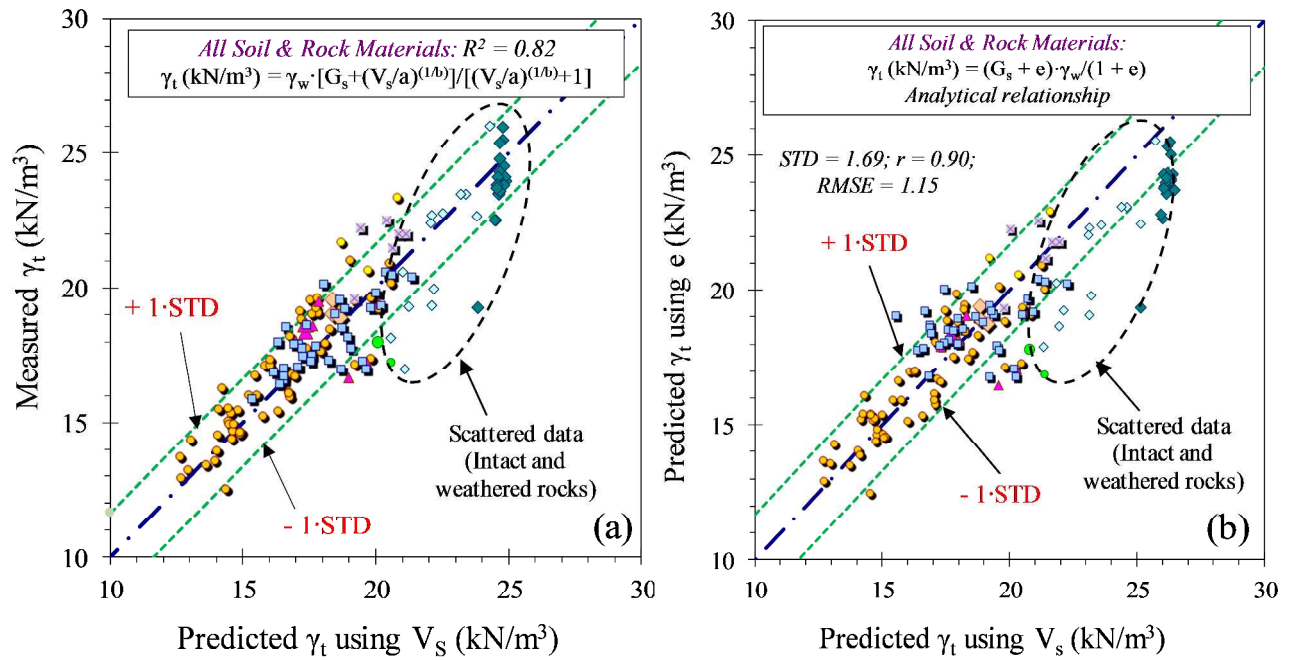 All Soil & Rock Materials: R² = 0.82
γt (kN/m³) = γw·[Gs+(Vs/a)^(1/b)]/[(Vs/a)^(1/b)+1]
Measured γt (kN/m³)
30
25
20
15
10
+ 1·STD
- 1·STD
Scattered data
(Intact and
weathered rocks)
(a)
10 15 20 25 30
Predicted γt using VS (kN/m³)
All Soil & Rock Materials:
γt (kN/m³) = (Gs + e)·γw/(1 + e)
Analytical relationship
STD = 1.69; r = 0.90;
RMSE = 1.15
Predicted γt using e (kN/m³)
30
25
20
15
10
+ 1·STD
- 1·STD
Scattered data
(Intact and
weathered rocks)
(b)
10 15 20 25 30
Predicted γt using Vs (kN/m³)